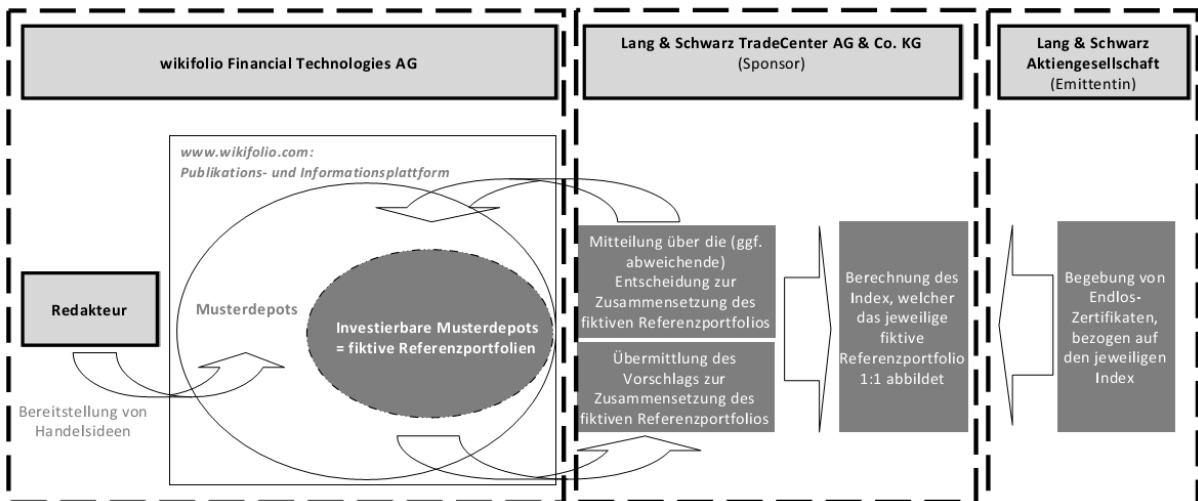 wikifolio Financial Technologies AG
Lang & Schwarz TradeCenter AG & Co. KG
(Sponsor)
Lang & Schwarz
Aktiengesellschaft
(Emittentin)
www.wikifolio.com:
Publikations- und Informationsplattform
Redakteur
Bereitstellung von
Handelsideen
Musterdepots
Investierbare Musterdepots
= fiktive Referenzportfolien
Mitteilung über die (ggf.
abweichende)
Entscheidung zur
Zusammensetzung des
fiktiven Referenzportfolios
Übermittlung des
Vorschlags zur
Zusammensetzung des
fiktiven Referenzportfolios
Berechnung des
Index, welcher
das jeweilige
fiktive
Referenzportfolio
1:1 abbildet
Begebung von
Endlos-
Zertifikaten,
bezogen auf
den jeweiligen
Index